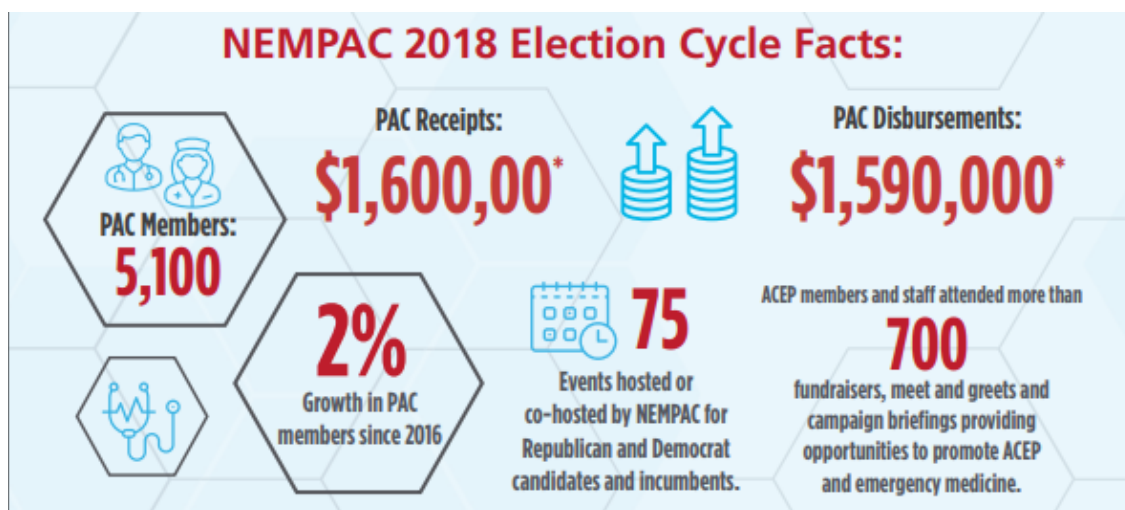 NEMPAC 2018 Election Cycle Facts:
PAC Members:
5,100
PAC Receipts:
$1,600,00*
PAC Disbursements:
$1,590,000*
2%
Growth in PAC
members since 2016
75
Events hosted or
co-hosted by NEMPAC for
Republican and Democrat
candidates and incumbents.
ACEP members and staff attended more than
700
fundraisers, meet and greets and
campaign briefings providing
opportunities to promote ACEP
and emergency medicine.